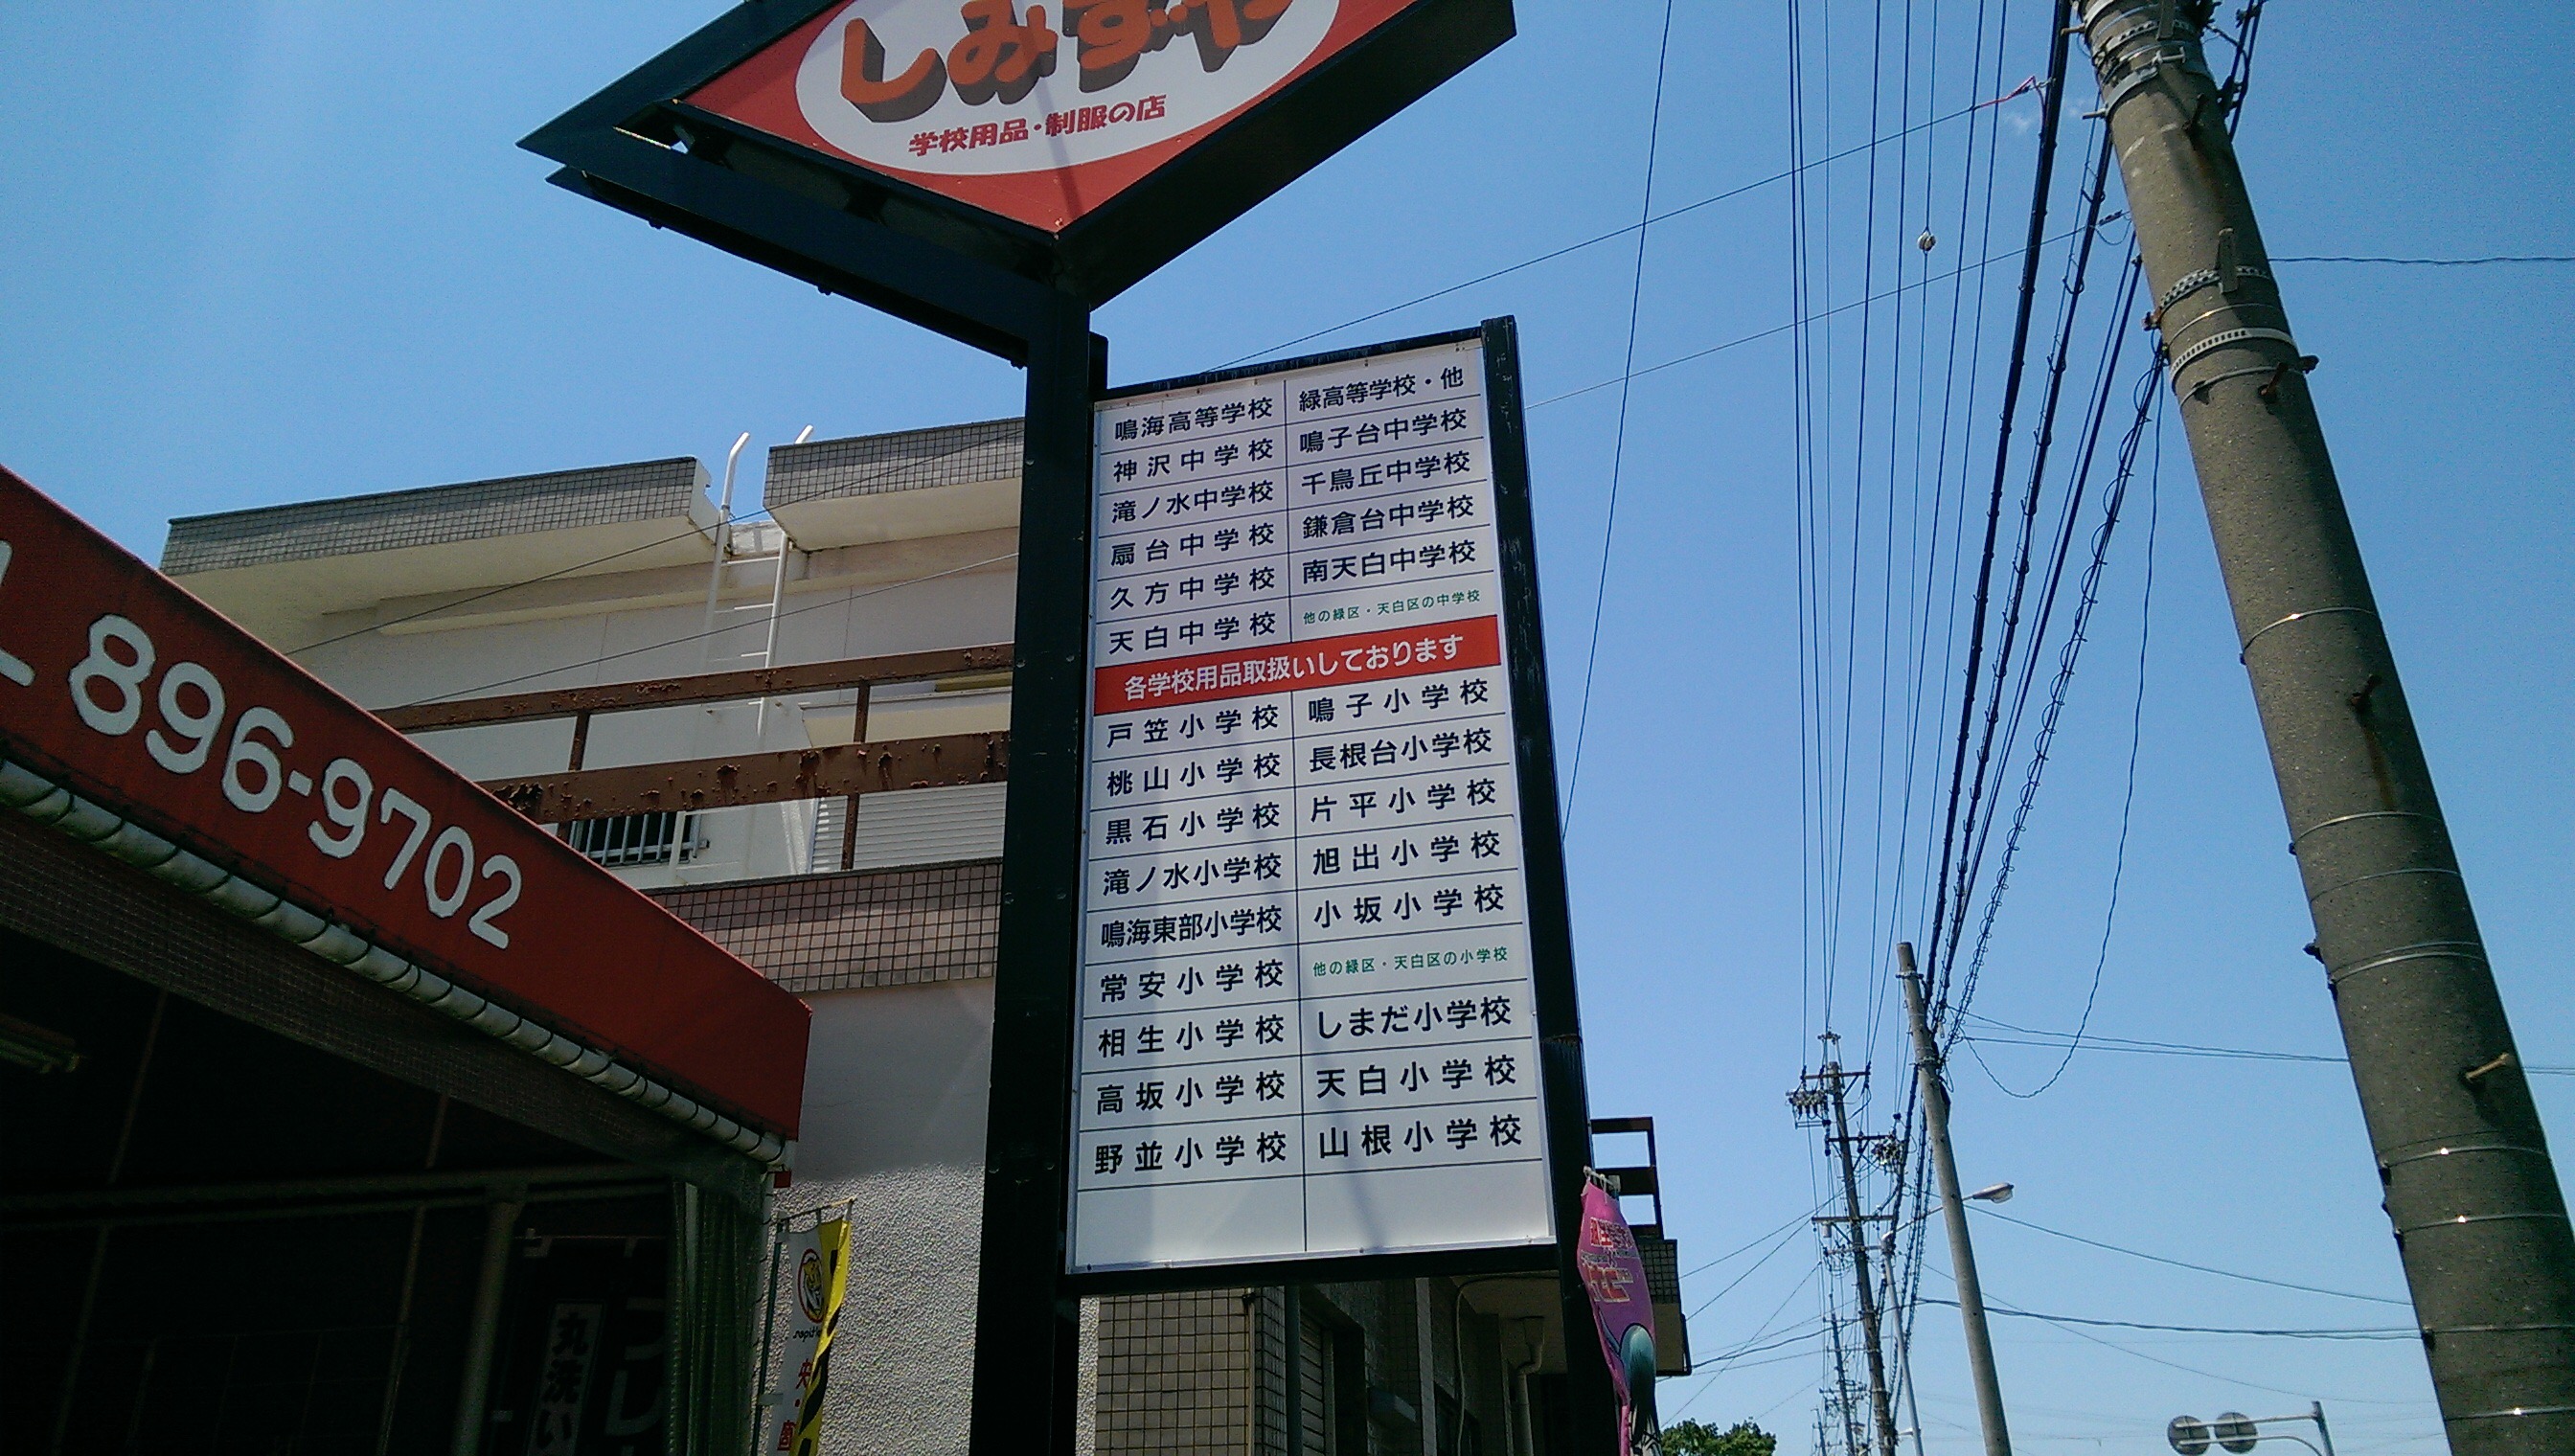 しみずや
学校用品・制服の店
鳴海高等学校 緑高等学校・他
神沢中学校 鳴子台中学校
滝ノ水中学校 千鳥丘中学校
扇台中学校 鎌倉台中学校
久方中学校 南天白中学校
天白中学校 他の緑区・天白区の中学校
各学校用品取扱いしております
戸笠小学校 鳴子小学校
桃山小学校 長根台小学校
黒石小学校 片平小学校
滝ノ水小学校 旭出小学校
鳴海東部小学校 小坂小学校
常安小学校 他の緑区・天白区の小学校
相生小学校 しまだ小学校
高坂小学校 天白小学校
野並小学校 山根小学校
L 896-9702
丸洗い